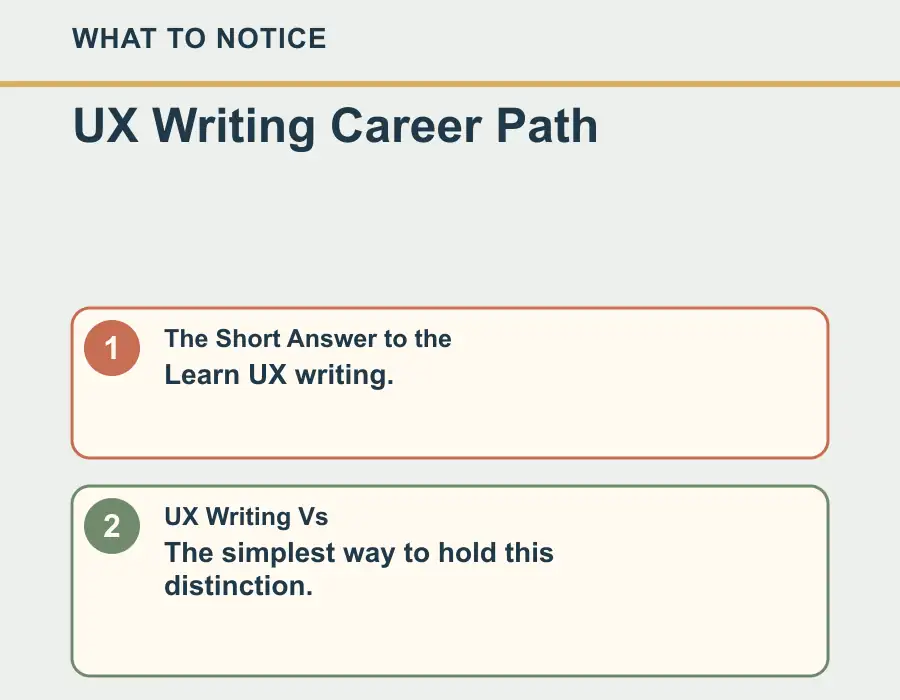 WHAT TO NOTICE
UX Writing Career Path
1
The Short Answer to the
Learn UX writing.
2
UX Writing Vs
The simplest way to hold this
distinction.